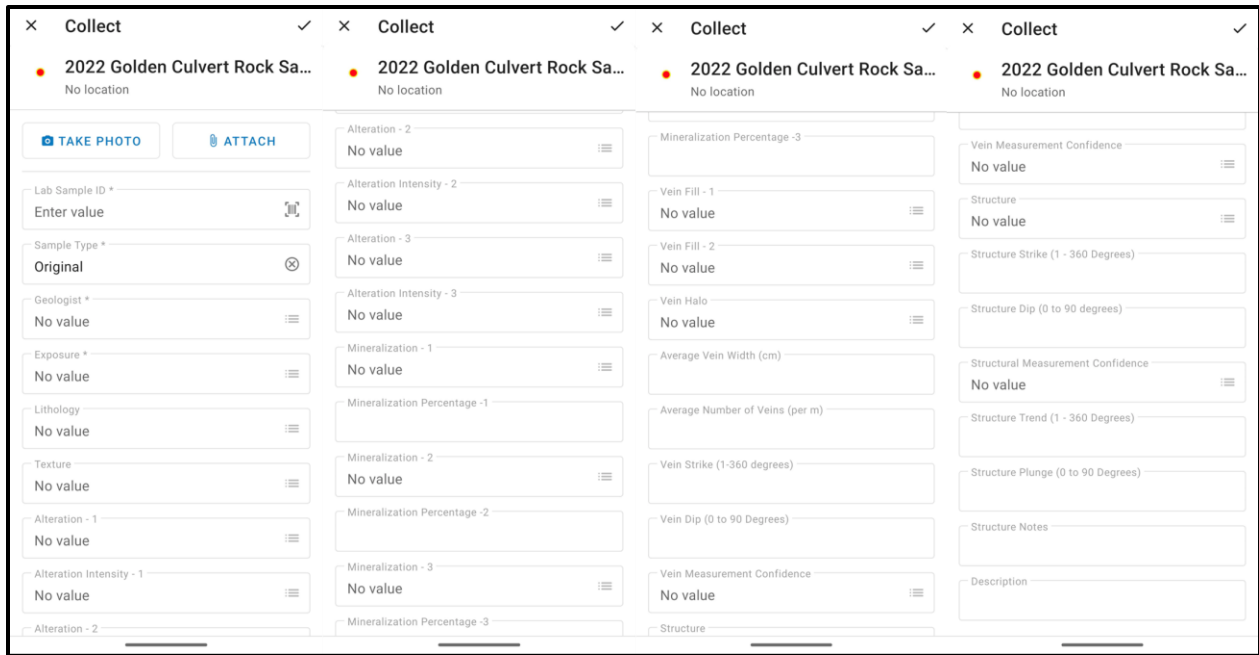 Collect
2022 Golden Culvert Rock Sa...
No location
TAKE PHOTO
ATTACH
Lab Sample ID *
Enter value
Sample Type *
Original
Geologist *
No value
Exposure *
No value
Lithology
No value
Texture
No value
Alteration - 1
No value
Alteration Intensity - 1
No value
Alteration - 2
Collect
2022 Golden Culvert Rock Sa...
No location
Alteration - 2
No value
Alteration Intensity - 2
No value
Alteration - 3
No value
Alteration Intensity - 3
No value
Mineralization - 1
No value
Mineralization Percentage -1
Mineralization - 2
No value
Mineralization Percentage -2
Mineralization - 3
No value
Mineralization Percentage -3
Collect
2022 Golden Culvert Rock Sa...
No location
Mineralization Percentage -3
Vein Fill - 1
No value
Vein Fill - 2
No value
Vein Halo
No value
Average Vein Width (cm)
Average Number of Veins (per m)
Vein Strike (1-360 degrees)
Vein Dip (0 to 90 Degrees)
Vein Measurement Confidence
No value
Structure
Collect
2022 Golden Culvert Rock Sa...
No location
Vein Measurement Confidence
No value
Structure
No value
Structure Strike (1 - 360 Degrees)
Structure Dip (0 to 90 degrees)
Structural Measurement Confidence
No value
Structure Trend (1 - 360 Degrees)
Structure Plunge (0 to 90 Degrees)
Structure Notes
Description